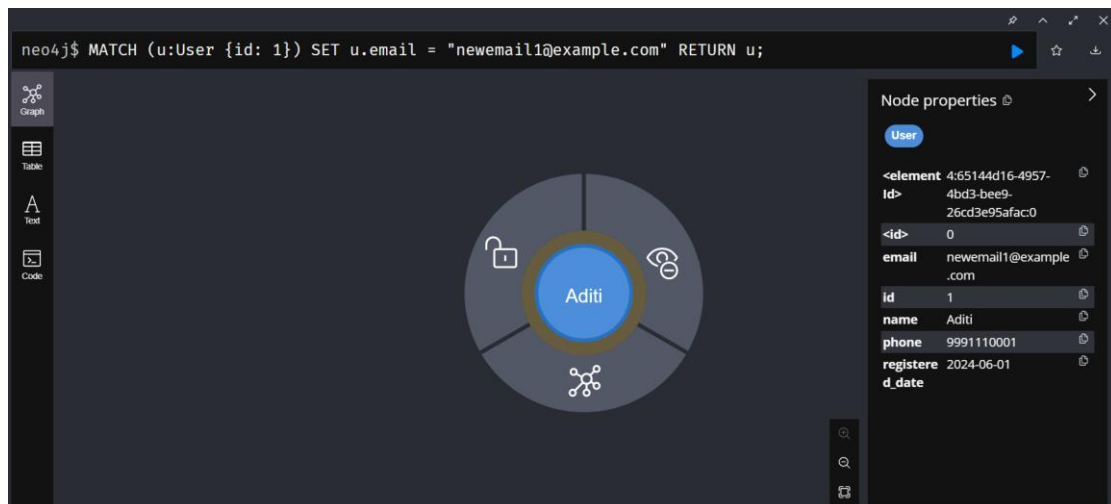 neo4j$ MATCH (u:User {id: 1}) SET u.email = "newemail1@example.com" RETURN u;
Graph
Table
A
Text
Code
Aditi
Node properties
User
<element 4:65144d16-4957-
Id> 4bd3-bee9-
26cd3e95afac:0
<id> 0
email newemail1@example
.com
id 1
name Aditi
phone 9991110001
registere 2024-06-01
d_date